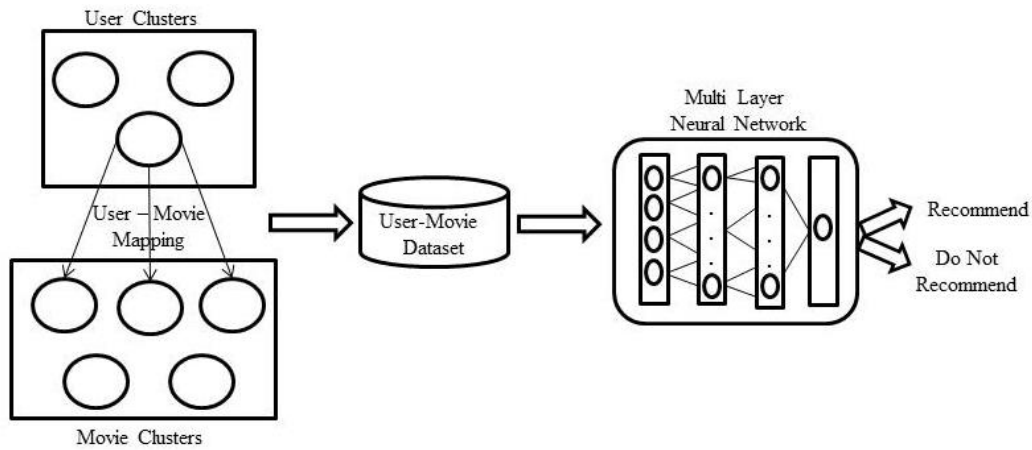 User Clusters
User – Movie
Mapping
Movie Clusters
User-Movie
Dataset
Multi Layer
Neural Network
Recommend
Do Not
Recommend